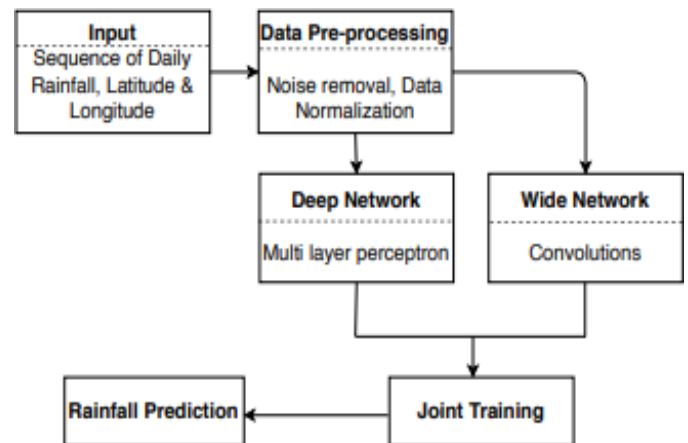 Input
Sequence of Daily
Rainfall, Latitude &
Longitude
Data Pre-processing
Noise removal, Data
Normalization
Deep Network
Multi layer perceptron
Wide Network
Convolutions
Rainfall Prediction
Joint Training